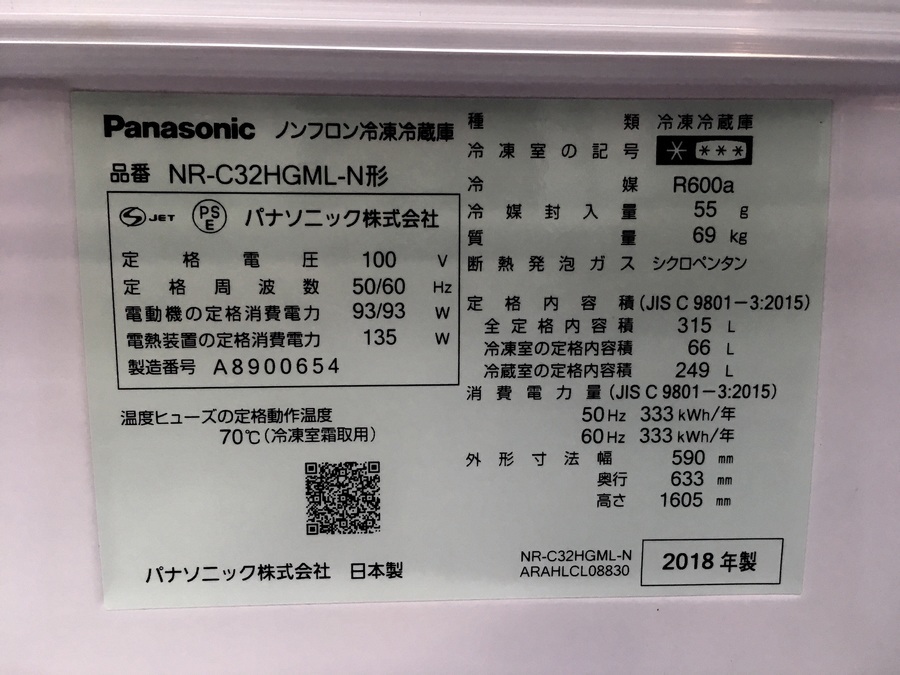 Panasonic ノンフロン冷凍冷蔵庫
品番 NR-C32HGML-N形
JET PSE パナソニック株式会社
定格電圧 100 V
定格周波数 50/60 Hz
電動機の定格消費電力 93/93 W
電熱装置の定格消費電力 135 W
製造番号 A8900654
温度ヒューズの定格動作温度
70℃(冷凍室霜取用)
パナソニック株式会社 日本製
種類 冷凍冷蔵庫
冷凍室の記号 * ***
冷媒 R600a
冷媒封入量 55 g
質量 69 kg
断熱発泡ガス シクロペンタン
定格内容積(JIS C 9801-3:2015)
全定格内容積 315 L
冷凍室の定格内容積 66 L
冷蔵室の定格内容積 249 L
消費電力量(JIS C 9801-3:2015)
50Hz 333 kWh/年
60Hz 333 kWh/年
外形寸法幅 590 mm
奥行 633 mm
高さ 1605 mm
NR-C32HGML-N
ARAHLCL08830
2018年製